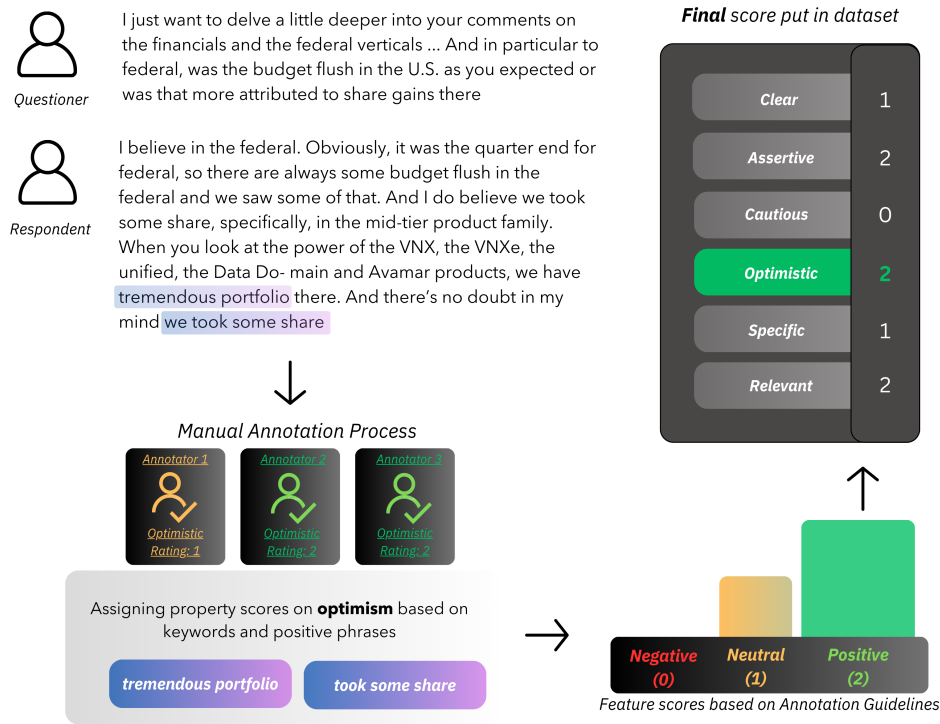 I just want to delve a little deeper into your comments on
the financials and the federal verticals ... And in particular to
federal, was the budget flush in the U.S. as you expected or
was that more attributed to share gains there
Questioner
I believe in the federal. Obviously, it was the quarter end for
federal, so there are always some budget flush in the
federal and we saw some of that. And I do believe we took
some share, specifically, in the mid-tier product family.
When you look at the power of the VNX, the VNXe, the
unified, the Data Do- main and Avamar products, we have
tremendous portfolio there. And there's no doubt in my
mind we took some share
Respondent
Manual Annotation Process
Annotator 1
Optimistic
Rating: 1
Annotator 2
Optimistic
Rating: 2
Annotator 3
Optimistic
Rating: 2
Assigning property scores on optimism based on
keywords and positive phrases
tremendous portfolio
took some share
Negative
(0)
Neutral
(1)
Positive
(2)
Feature scores based on Annotation Guidelines
Final score put in dataset
Clear 1
Assertive 2
Cautious 0
Optimistic 2
Specific 1
Relevant 2